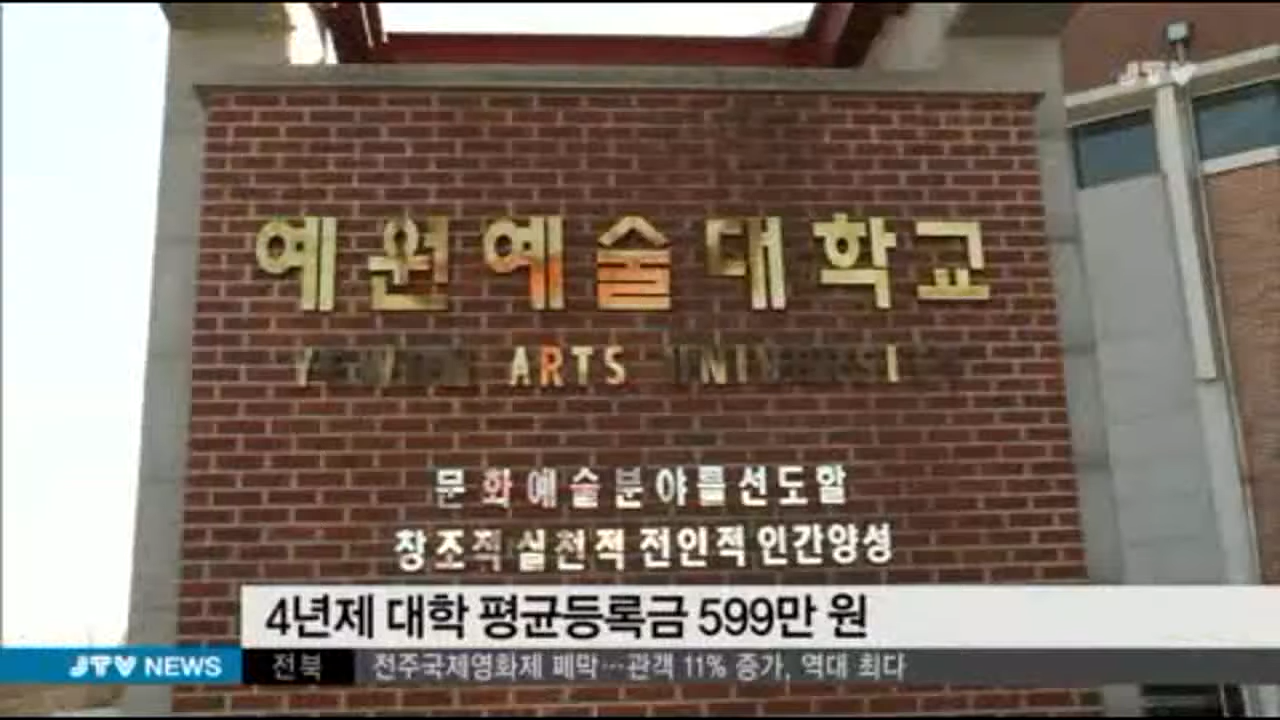 JTV
예원예술대학교
YEWON ARTS UNIVERSITY
문화예술분야를선도할
창조적 실천적 전인적 인간양성
4년제 대학 평균등록금 599만 원
JTV NEWS 전북 전주국제영화제 폐막…관객 11% 증가, 역대 최다